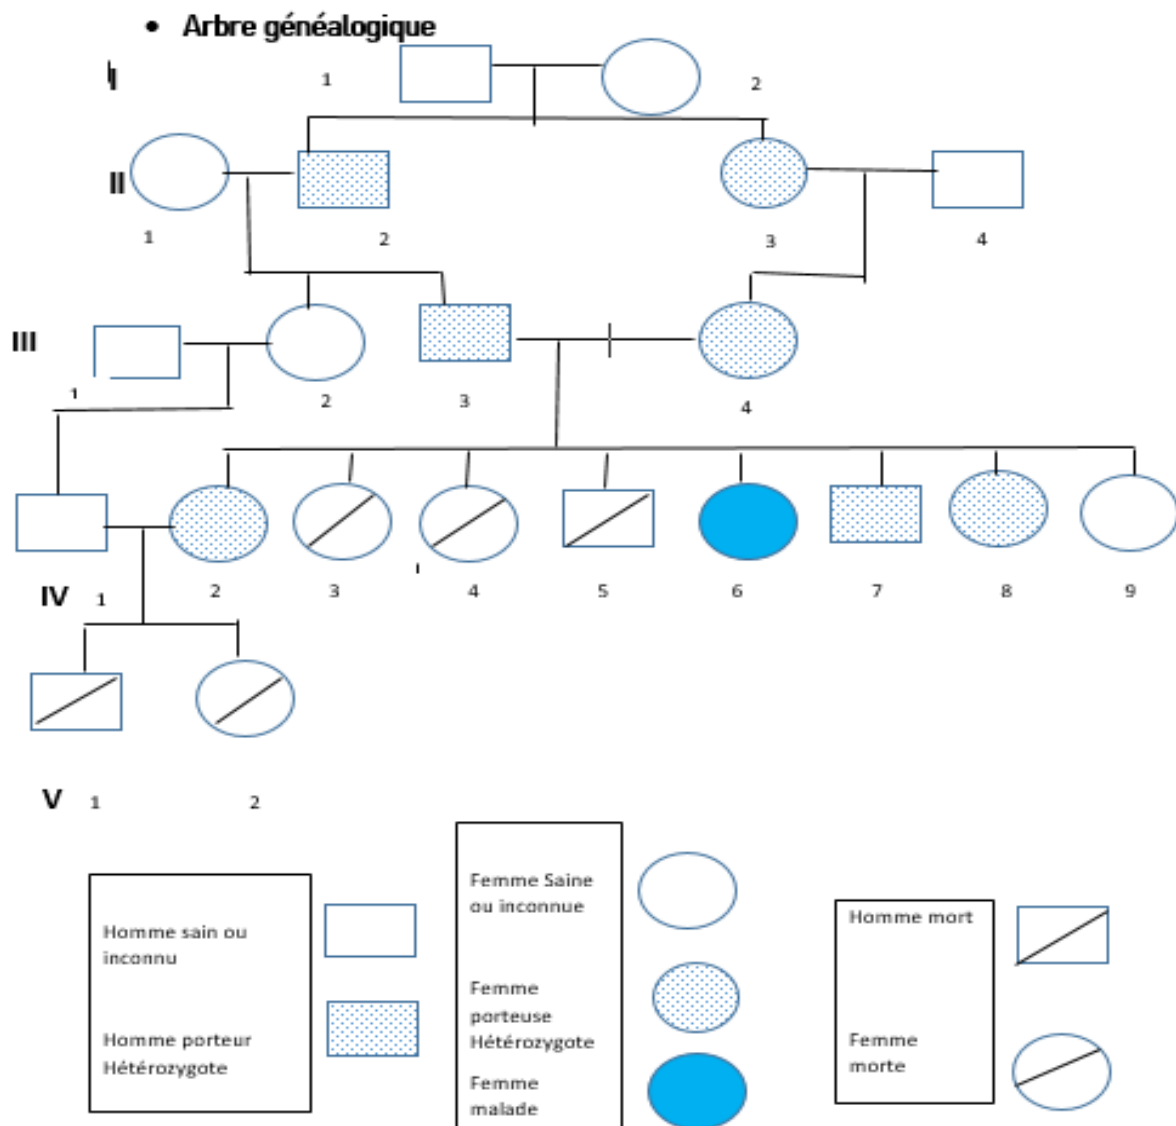 • Arbre généalogique
I 1 2
II
1 2 3 4
III
1 2 3 4
2 3 4 5 6 7 8 9
IV 1
V 1 2
Homme sain ou
inconnu
Homme porteur
Hétérozygote
Femme Saine
ou inconnue
Femme
porteuse
Hétérozygote
Femme
malade
Homme mort
Femme
morte